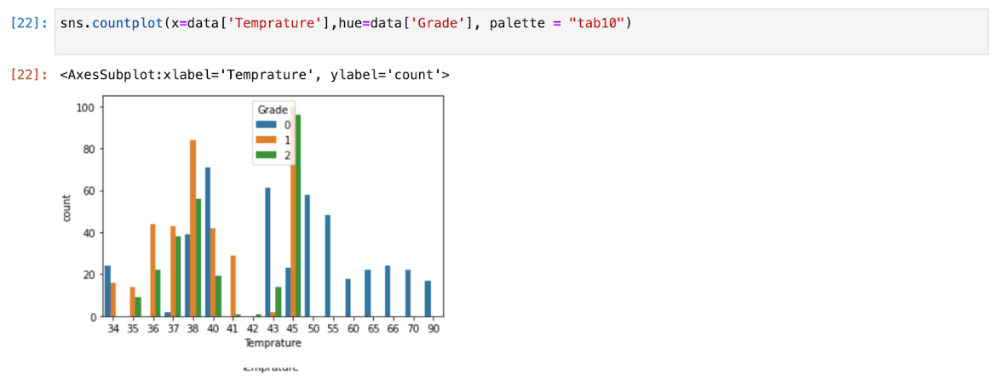 [22]: sns.countplot(x=data['Temprature'],hue=data['Grade'], palette = "tab10")
[22]: <AxesSubplot:xlabel='Temprature', ylabel='count'>
Grade
0
1
2
100
80
60
40
20
0
count
34 35 36 37 38 40 41 42 43 45 50 55 60 65 66 70 90
Temprature
Temprature